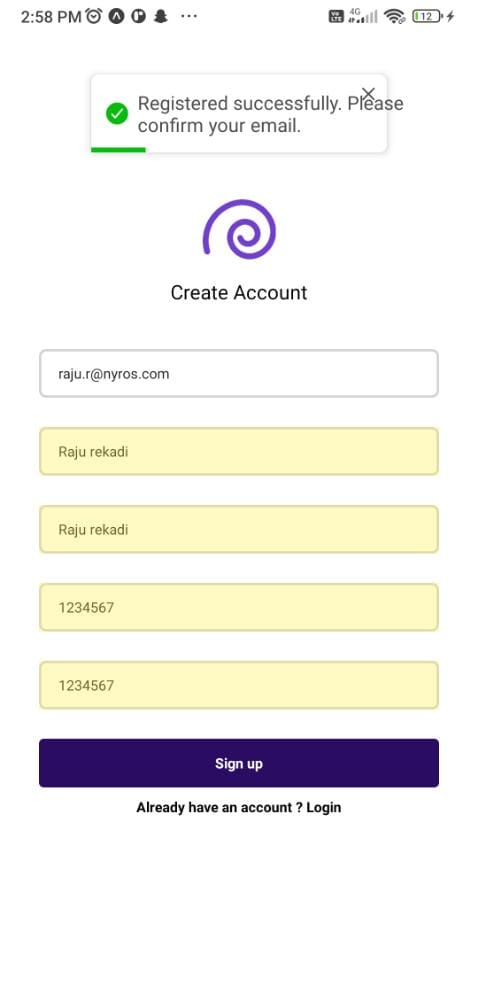 2:58 PM
VoLTE 4G 12
Registered successfully. Please
confirm your email.
Create Account
raju.r@nyros.com
Raju rekadi
Raju rekadi
1234567
1234567
Sign up
Already have an account ? Login